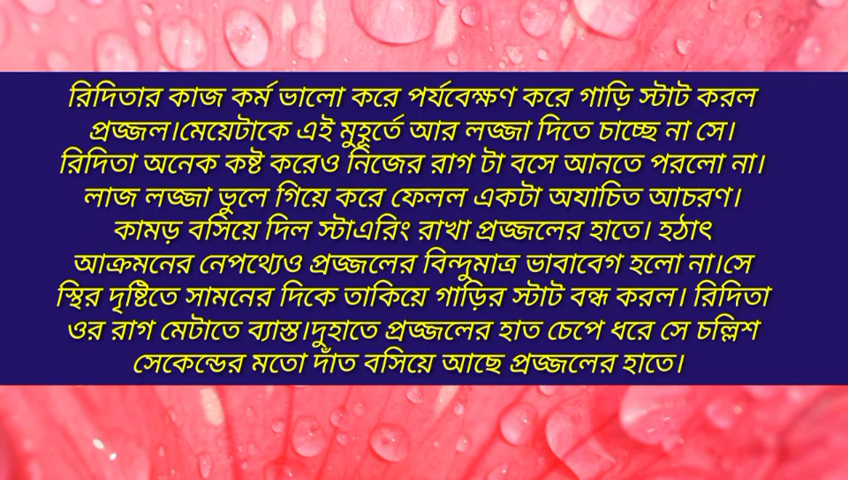 রিদিতার কাজ কর্ম ভালো করে পর্যবেক্ষণ করে গাড়ি স্টাট করল
প্রজ্জল।মেয়েটাকে এই মুহূর্তে আর লজ্জা দিতে চাচ্ছে না সে।
রিদিতা অনেক কষ্ট করেও নিজের রাগ টা বসে আনতে পরলো না।
লাজ লজ্জা ভুলে গিয়ে করে ফেলল একটা অযাচিত আচরণ।
কামড় বসিয়ে দিল স্টাএরিং রাখা প্রজ্জলের হাতে। হঠাৎ
আক্রমনের নেপথ্যেও প্রজ্জলের বিন্দুমাত্র ভাবাবেগ হলো না।সে
স্থির দৃষ্টিতে সামনের দিকে তাকিয়ে গাড়ির স্টাট বন্ধ করল। রিদিতা
ওর রাগ মেটাতে ব্যাস্ত।দুহাতে প্রজ্জলের হাত চেপে ধরে সে চল্লিশ
সেকেন্ডের মতো দাঁত বসিয়ে আছে প্রজ্জলের হাতে।